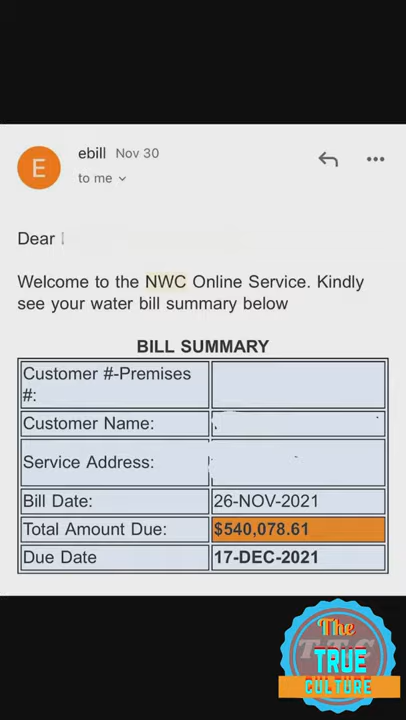 ebill Nov 30
E
to me
Dear
Welcome to the NWC Online Service. Kindly
see your water bill summary below
BILL SUMMARY
Customer #-Premises
#:
Customer Name:
Service Address:
Bill Date: 26-NOV-2021
Total Amount Due: $540,078.61
Due Date 17-DEC-2021
The
TTC
TRUE
CULTURE